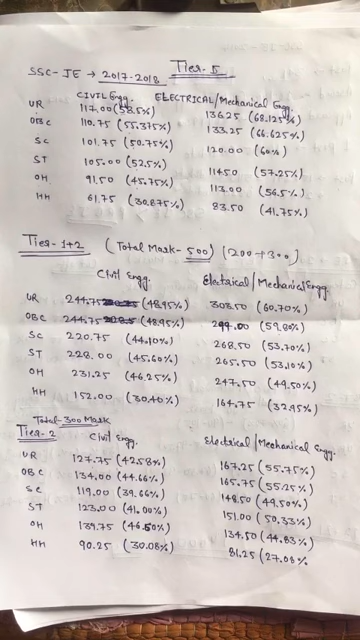 SSC-JE → 2017-2018 Tier-I
CIVIL Engg. ELECTRICAL/Mechanical Engg.
UR 117.00 (58.5%) 136.25 (68.125%)
OBC 110.75 (55.375%) 133.25 (66.625%)
SC 101.75 (50.75%) 120.00 (60%)
ST 105.00 (52.5%) 114.50 (57.25%)
OH 91.50 (45.75%) 113.00 (56.5%)
HH 61.75 (30.875%) 83.50 (41.75%)
Tier-1+2 (Total Mark-500) (200+300)
Civil Engg. Electrical/Mechanical Engg
UR 244.75 (48.95%) 303.50 (60.70%)
OBC 244.75 (48.95%) 299.00 (59.80%)
SC 220.75 (44.10%) 268.50 (53.70%)
ST 228.00 (45.60%) 265.50 (53.10%)
OH 231.25 (46.25%) 247.50 (49.50%)
HH 152.00 (30.40%) 164.75 (32.95%)
Total-300 Mark
Tier-2 Civil Engg. Electrical/Mechanical Engg.
UR 127.75 (42.58%) 167.25 (55.75%)
OBC 134.00 (44.66%) 165.75 (55.25%)
SC 119.00 (39.66%) 148.50 (49.50%)
ST 123.00 (41.00%) 151.00 (50.33%)
OH 139.75 (46.50%) 134.50 (44.83%)
HH 90.25 (30.08%) 81.25 (27.08%